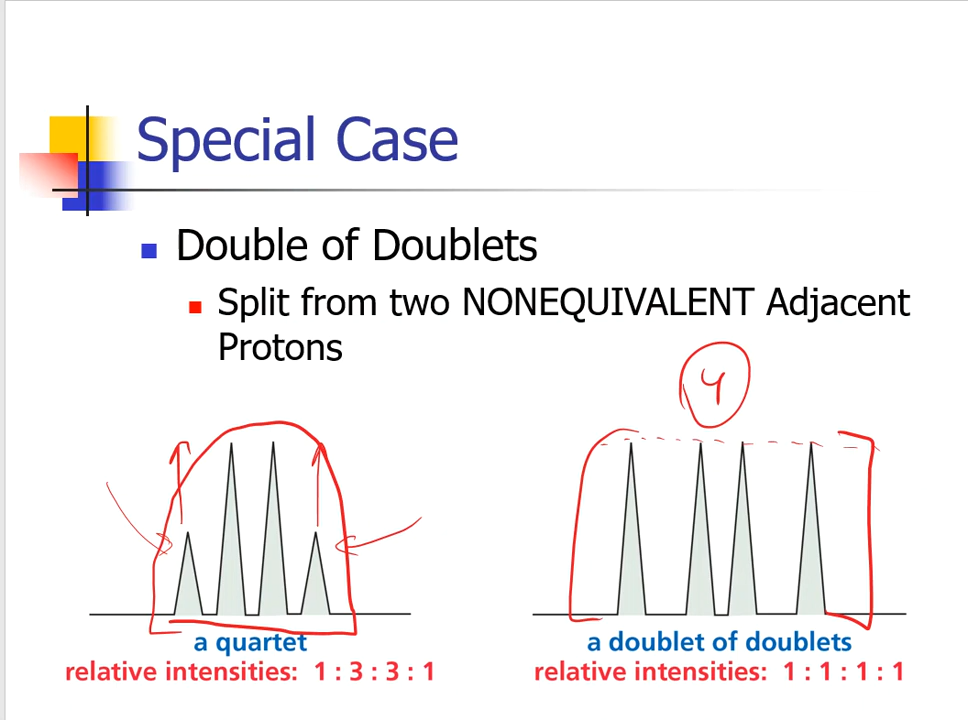 Special Case
Double of Doublets
Split from two NONEQUIVALENT Adjacent
Protons
4
a quartet
relative intensities: 1 : 3 : 3 : 1
a doublet of doublets
relative intensities: 1 : 1 : 1 : 1